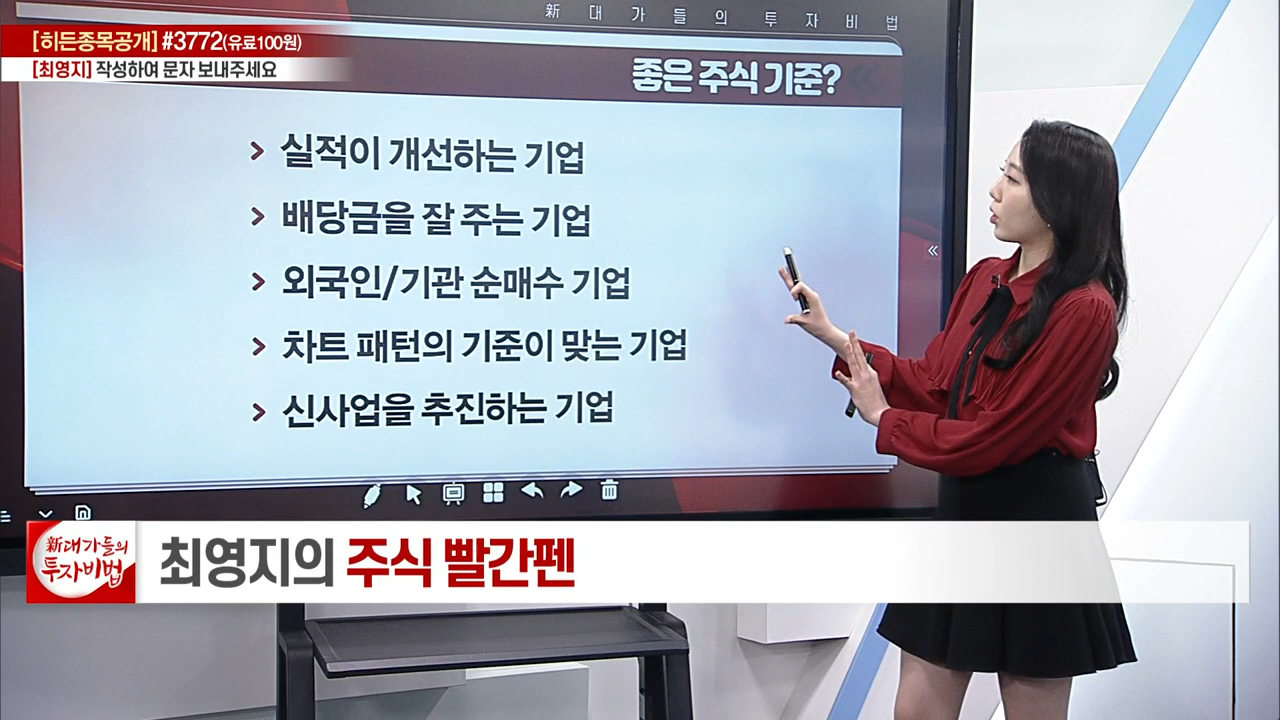 [히든종목공개] #3772(유료100원)
[최영지] 작성하여 문자 보내주세요
新 대가들의 투자비법
좋은 주식 기준?
> 실적이 개선하는 기업
> 배당금을 잘 주는 기업
> 외국인/기관 순매수 기업
> 차트 패턴의 기준이 맞는 기업
> 신사업을 추진하는 기업
新대가들의
투자비법
최영지의 주식 빨간펜